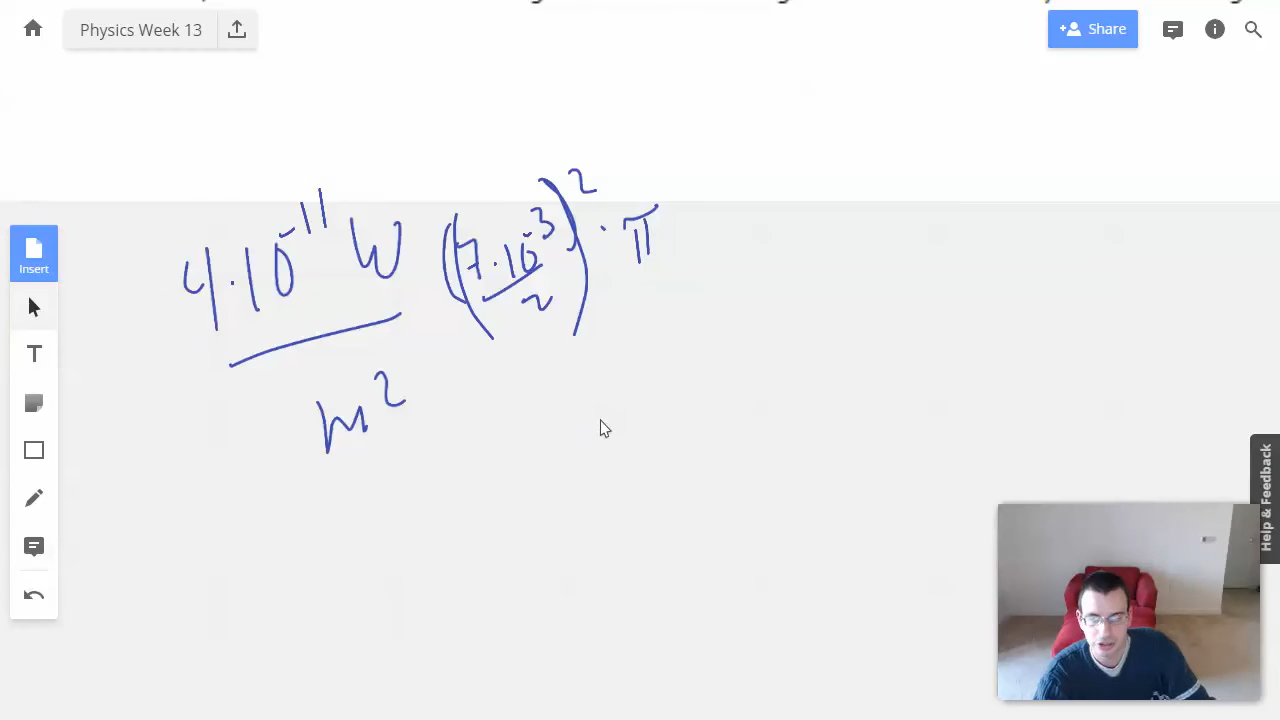 Physics Week 13
Share
Insert
T
4·10⁻¹¹ W ((7·10⁻³)/2)² · π
m²
Help & Feedback